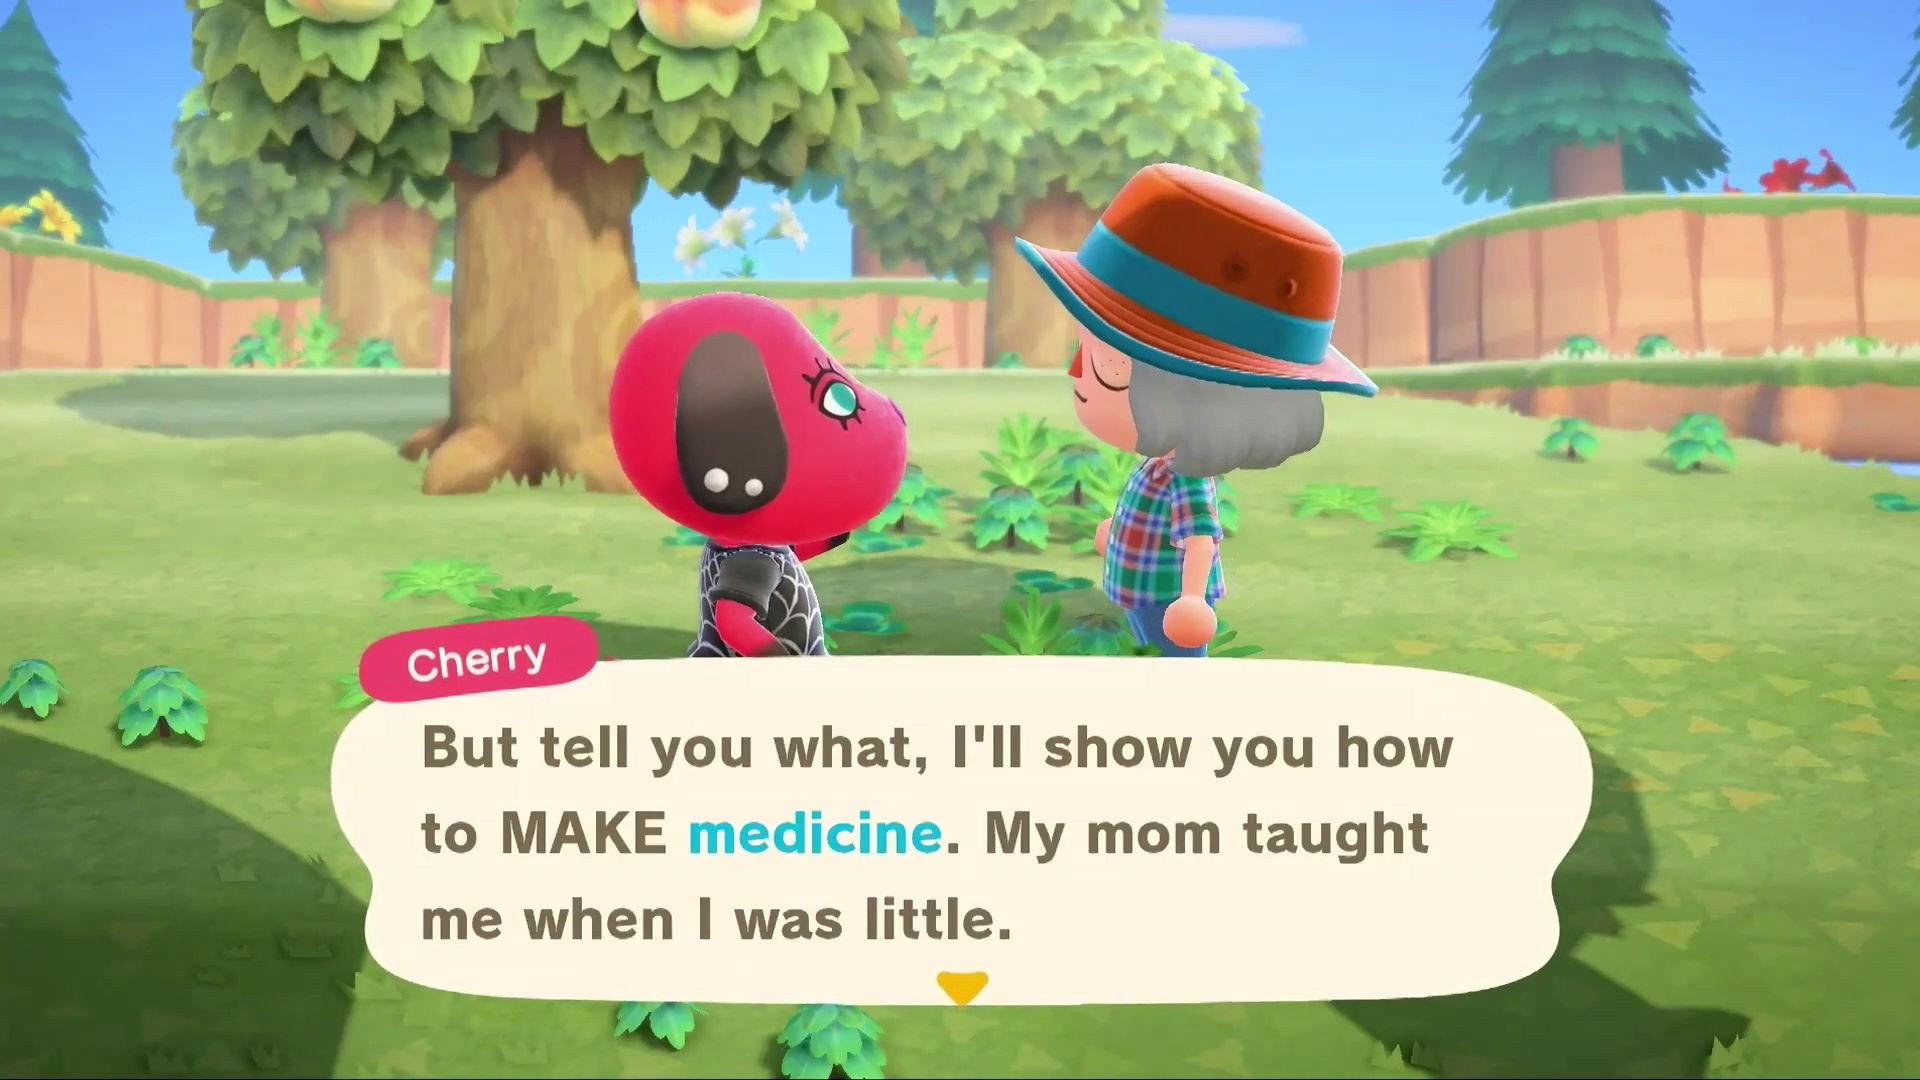 Cherry
But tell you what, I'll show you how
to MAKE medicine. My mom taught
me when I was little.